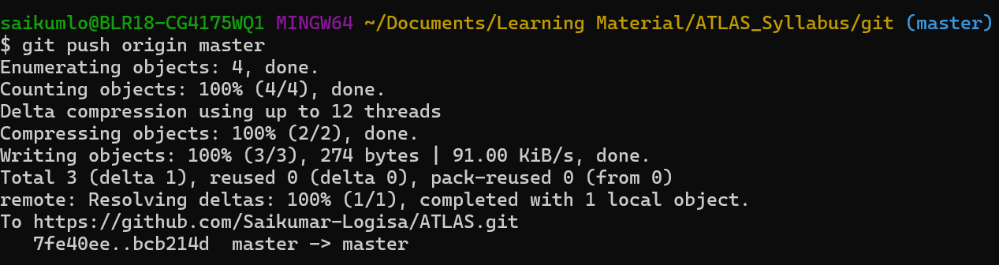 saikumlo@BLR18-CG4175WQ1 MINGW64 ~/Documents/Learning Material/ATLAS_Syllabus/git (master)
$ git push origin master
Enumerating objects: 4, done.
Counting objects: 100% (4/4), done.
Delta compression using up to 12 threads
Compressing objects: 100% (2/2), done.
Writing objects: 100% (3/3), 274 bytes | 91.00 KiB/s, done.
Total 3 (delta 1), reused 0 (delta 0), pack-reused 0 (from 0)
remote: Resolving deltas: 100% (1/1), completed with 1 local object.
To https://github.com/Saikumar-Logisa/ATLAS.git
   7fe40ee..bcb214d  master -> master